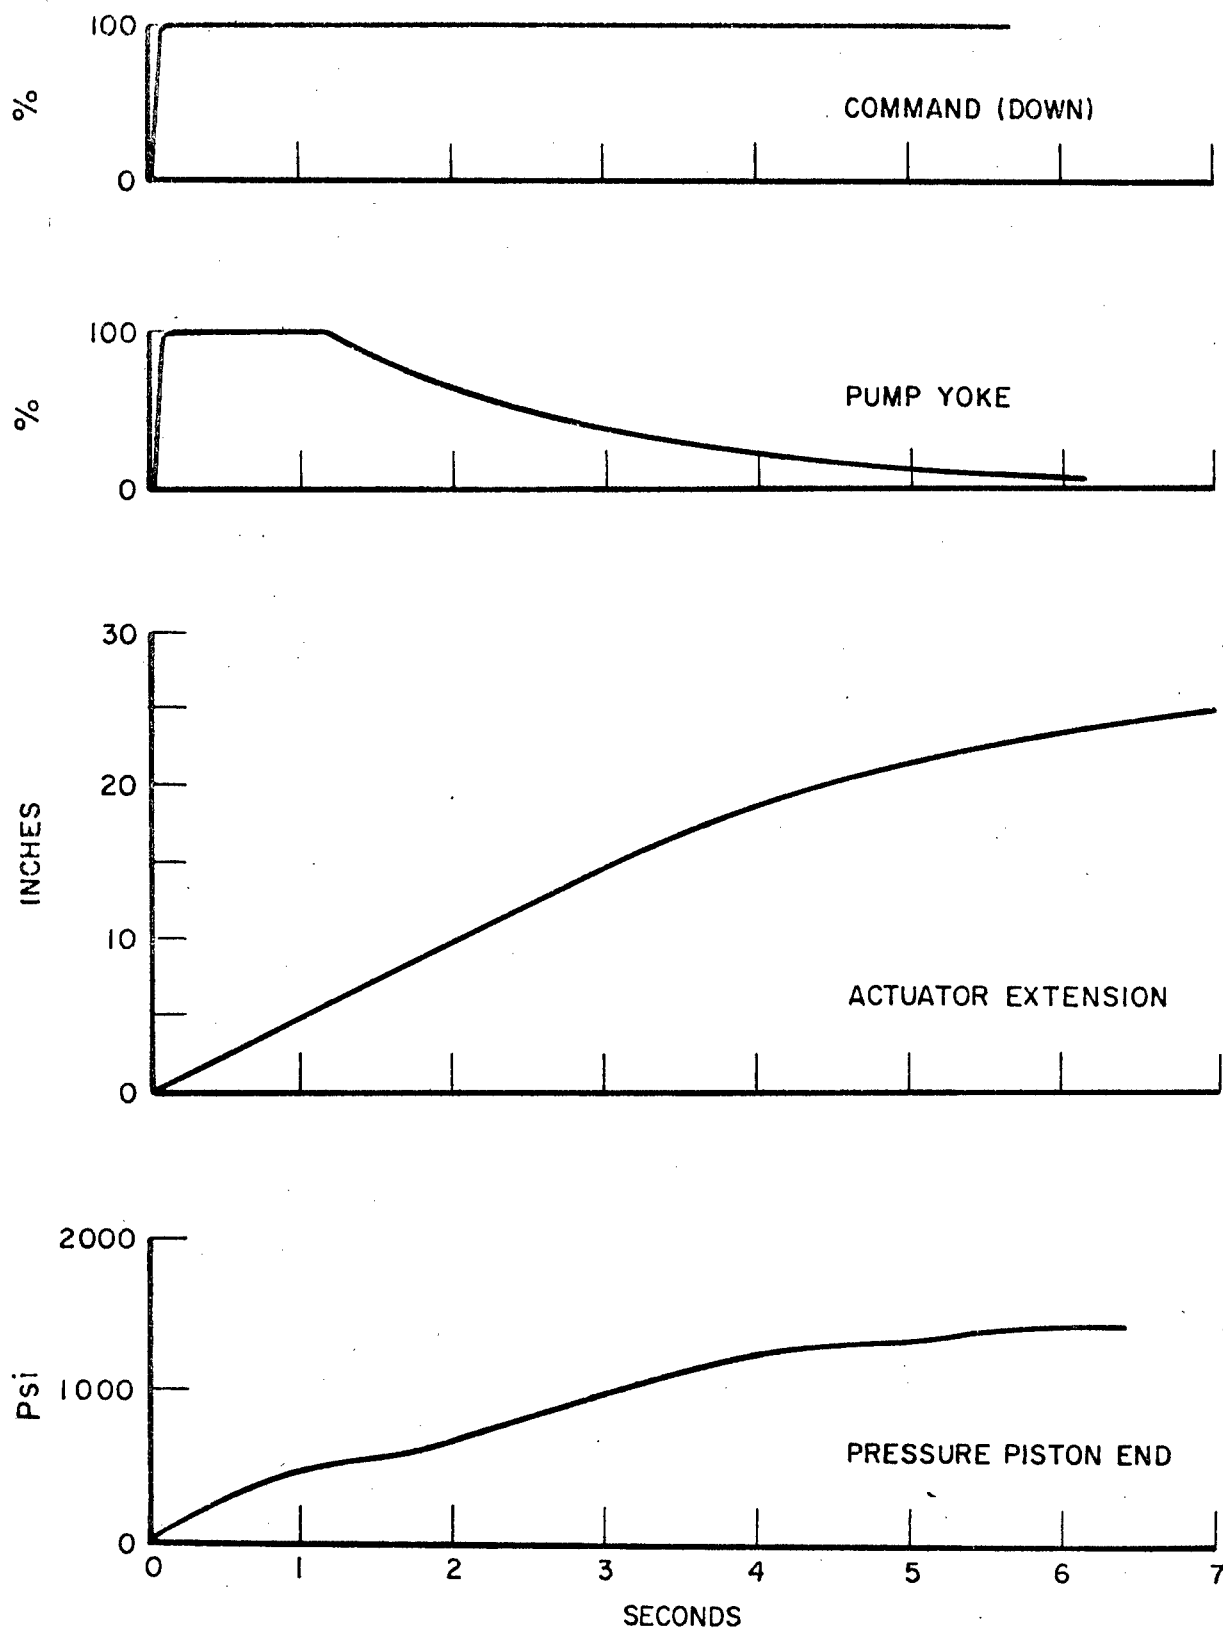 100
%
COMMAND (DOWN)
0
100
%
PUMP YOKE
0
30
20
INCHES
10
ACTUATOR EXTENSION
0
2000
Psi
1000
PRESSURE PISTON END
0
0 1 2 3 4 5 6 7
SECONDS